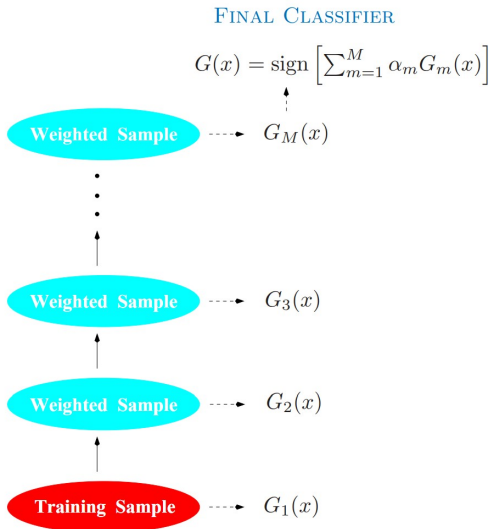 FINAL CLASSIFIER
G(x) = sign [∑_{m=1}^{M} α_m G_m(x)]
Weighted Sample G_M(x)
Weighted Sample G_3(x)
Weighted Sample G_2(x)
Training Sample G_1(x)